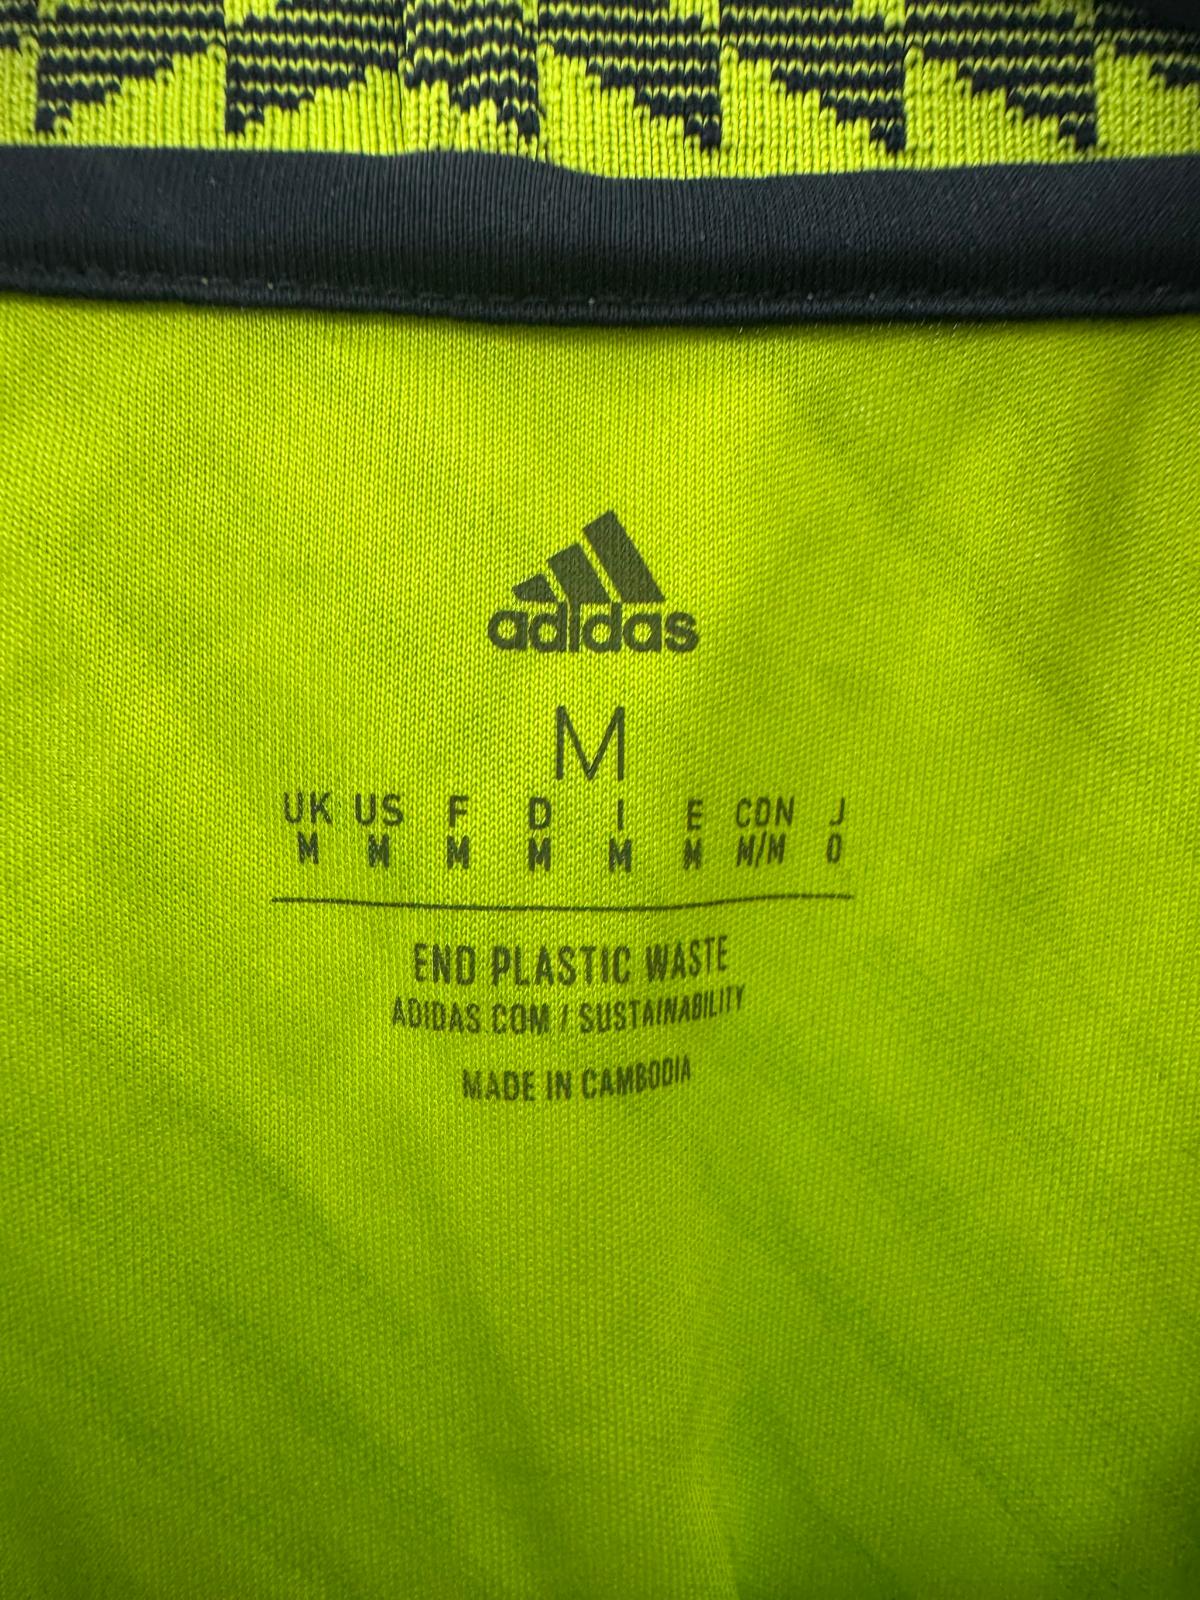 adidas
M
UK US F D I E CON J
M M M M M M M/M O
END PLASTIC WASTE
ADIDAS.COM / SUSTAINABILITY
MADE IN CAMBODIA